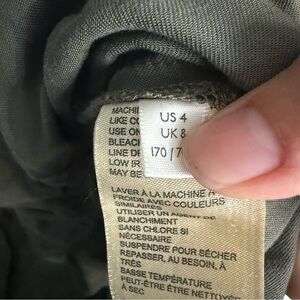 US 4
UK 8
170/7
MACHI
LIKE CO
USE ON
BLEACH
LINE DR
LOW IR
MAY BE
LAVER À LA MACHINE À
FROIDE AVEC COULEURS
SIMILAIRES
UTILISER UN AGENT DE
BLANCHIMENT
SANS CHLORE SI
NÉCESSAIRE
SUSPENDRE POUR SÉCHER
REPASSER, AU BESOIN, À
TRÈS
BASSE TEMPÉRATURE
PEUT-ÊTRE ÊTRE NETTOYÉ
À SEC